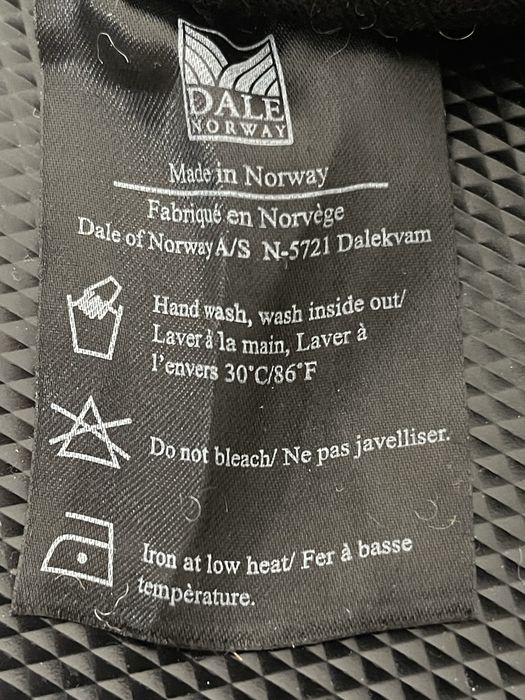 DALE
NORWAY
Made in Norway
Fabriqué en Norvège
Dale of Norway A/S N-5721 Dalekvam
Hand wash, wash inside out/
Laver à la main, Laver à
l'envers 30°C/86°F
Do not bleach/ Ne pas javelliser.
Iron at low heat/ Fer à basse
tempèrature.